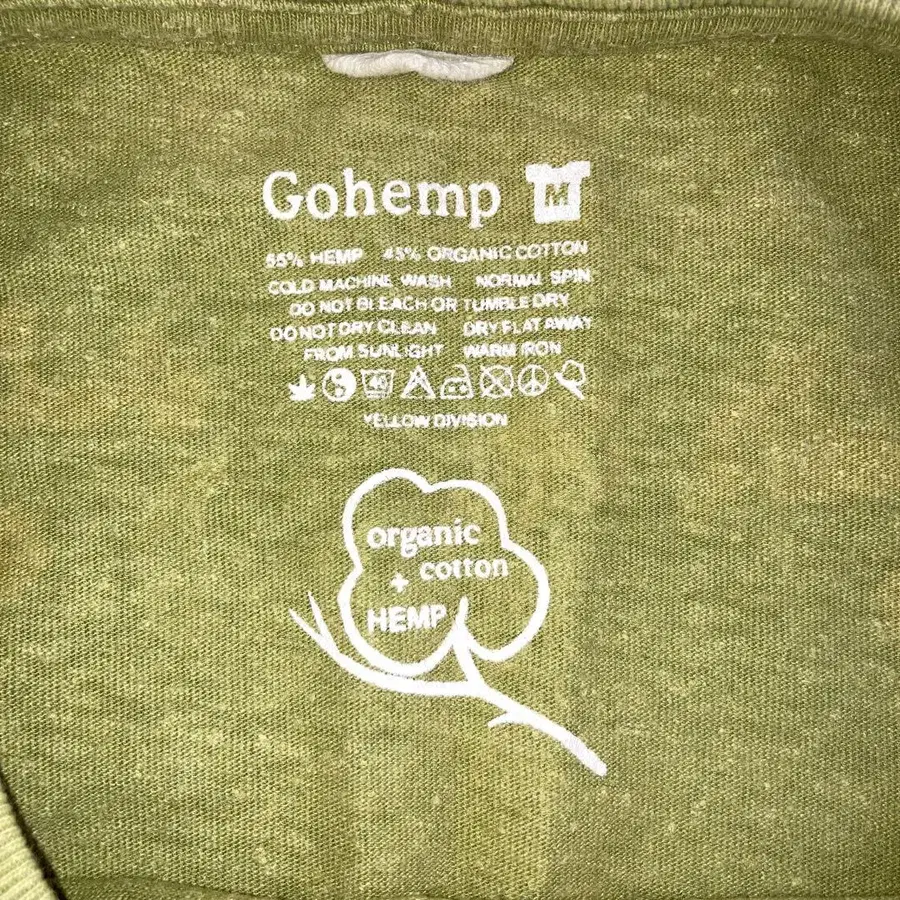 Gohemp M
55% HEMP 45% ORGANIC COTTON
COLD MACHINE WASH NORMAL SPIN
DO NOT BLEACH OR TUMBLE DRY
DO NOT DRY CLEAN DRY FLAT AWAY
FROM SUNLIGHT WARM IRON
40
YELLOW DIVISION
organic
cotton
+
HEMP